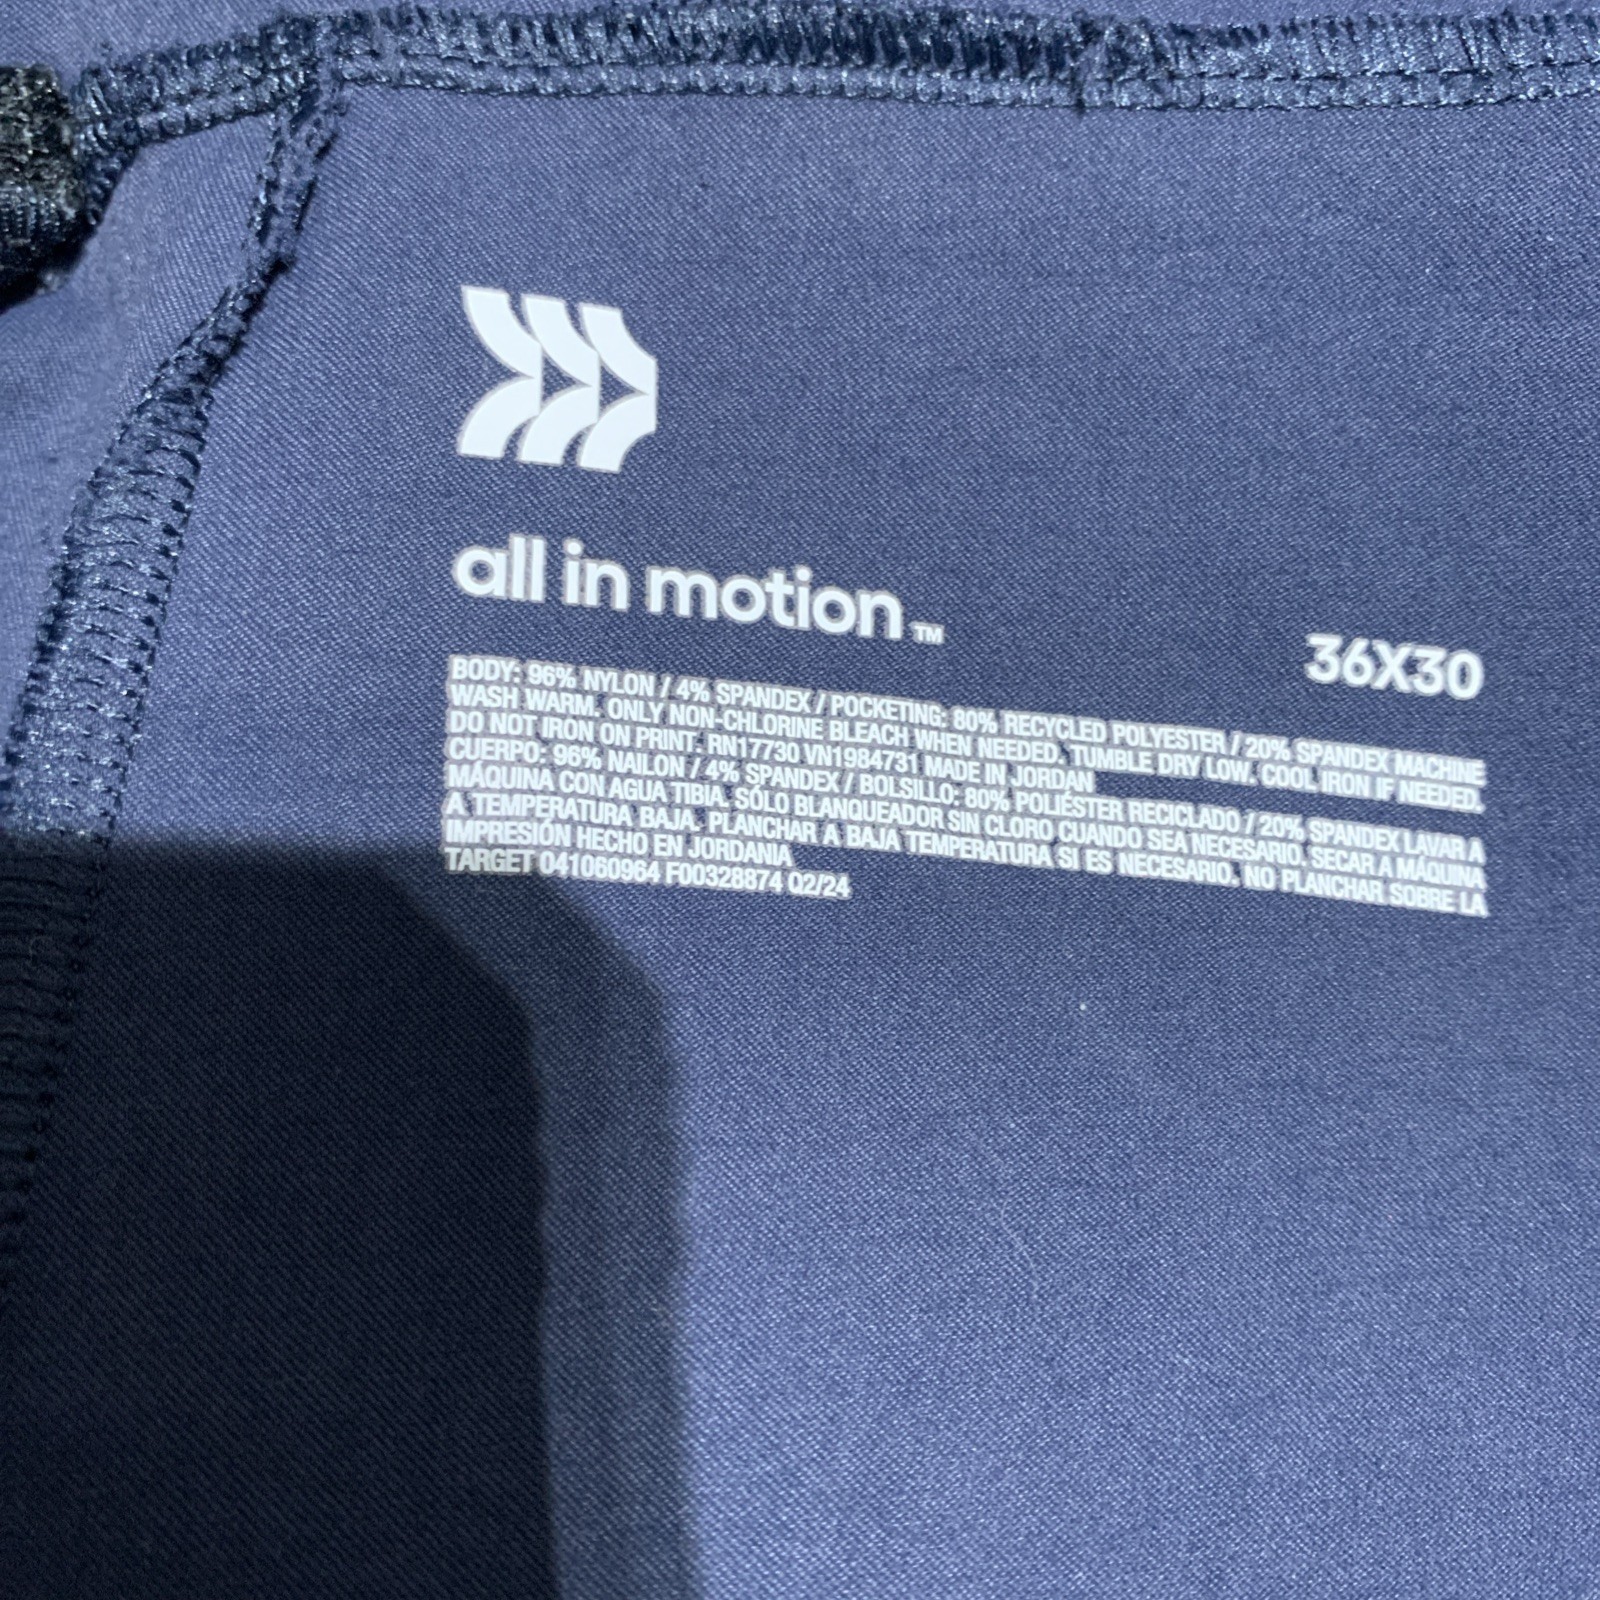 all in motion™
36X30
BODY: 96% NYLON / 4% SPANDEX / POCKETING: 80% RECYCLED POLYESTER / 20% SPANDEX MACHINE
WASH WARM. ONLY NON-CHLORINE BLEACH WHEN NEEDED. TUMBLE DRY LOW. COOL IRON IF NEEDED.
DO NOT IRON ON PRINT. RN17730 VN1984731 MADE IN JORDAN
CUERPO: 96% NAILON / 4% SPANDEX / BOLSILLO: 80% POLIÉSTER RECICLADO / 20% SPANDEX LAVAR A
MÁQUINA CON AGUA TIBIA. SÓLO BLANQUEADOR SIN CLORO CUANDO SEA NECESARIO. SECAR A MÁQUINA
A TEMPERATURA BAJA. PLANCHAR A BAJA TEMPERATURA SI ES NECESARIO. NO PLANCHAR SOBRE LA
IMPRESIÓN HECHO EN JORDANIA
TARGET 041060964 F00328874 Q2/24